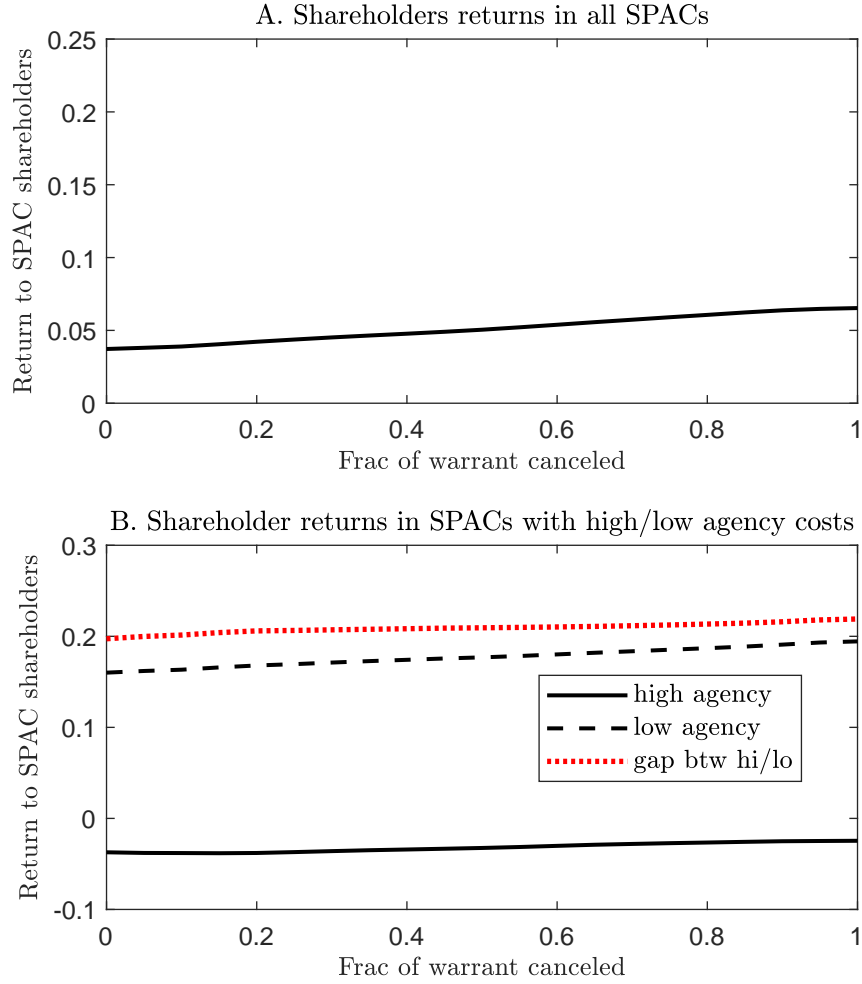 A. Shareholders returns in all SPACs
Return to SPAC shareholders
0.25
0.2
0.15
0.1
0.05
0
0 0.2 0.4 0.6 0.8 1
Frac of warrant canceled
B. Shareholder returns in SPACs with high/low agency costs
Return to SPAC shareholders
0.3
0.2
0.1
0
-0.1
high agency
low agency
gap btw hi/lo
0 0.2 0.4 0.6 0.8 1
Frac of warrant canceled